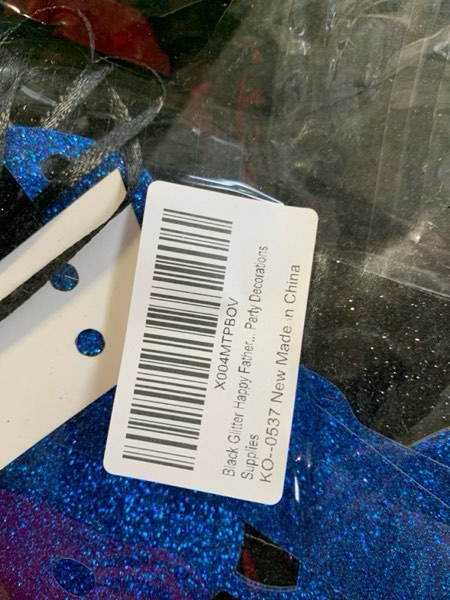 X004MTPBOV
Black Glitter Happy Father... Party Decorations
Supplies
KO--0537 New Made in China